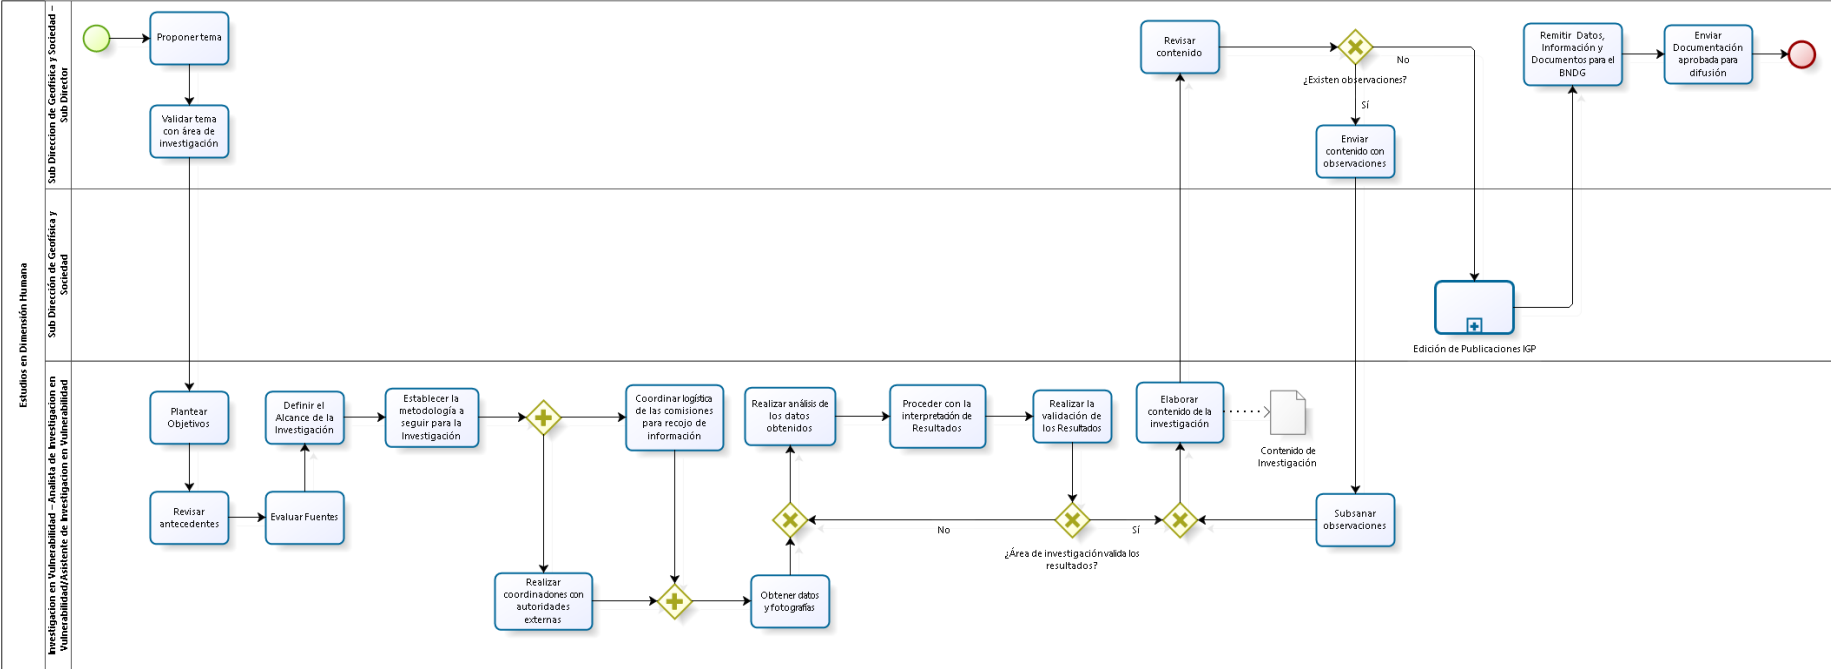 Estudios en Dimensión Humana
Sub Direccion de Geofísica y Sociedad –
Sub Director
Proponer tema
Validar tema
con área de
investigación
Revisar
contenido
¿Existen observaciones?
No
Sí
Enviar
contenido con
observaciones
Remitir Datos,
Información y
Documentos para el
BNDG
Enviar
Documentación
aprobada para
difusión
Sub Dirección de Geofísica y
Sociedad
Edición de Publicaciones IGP
Investigacion en Vulnerabilidad – Analista de Investigacion en
Vulnerabilidad/Asistente de Investigacion en Vulnerabilidad
Plantear
Objetivos
Revisar
antecedentes
Evaluar Fuentes
Definir el
Alcance de la
Investigación
Establecer la
metodología a
seguir para la
Investigación
Coordinar logística
de las comisiones
para recojo de
información
Realizar
coordinaciones con
autoridades
externas
Obtener datos
y fotografías
Realizar análisis de
los datos
obtenidos
Proceder con la
interpretación de
Resultados
Realizar la
validación de
los Resultados
¿Área de investigación valida los
resultados?
No
Sí
Elaborar
contenido de la
investigación
Contenido de
Investigación
Subsanar
observaciones